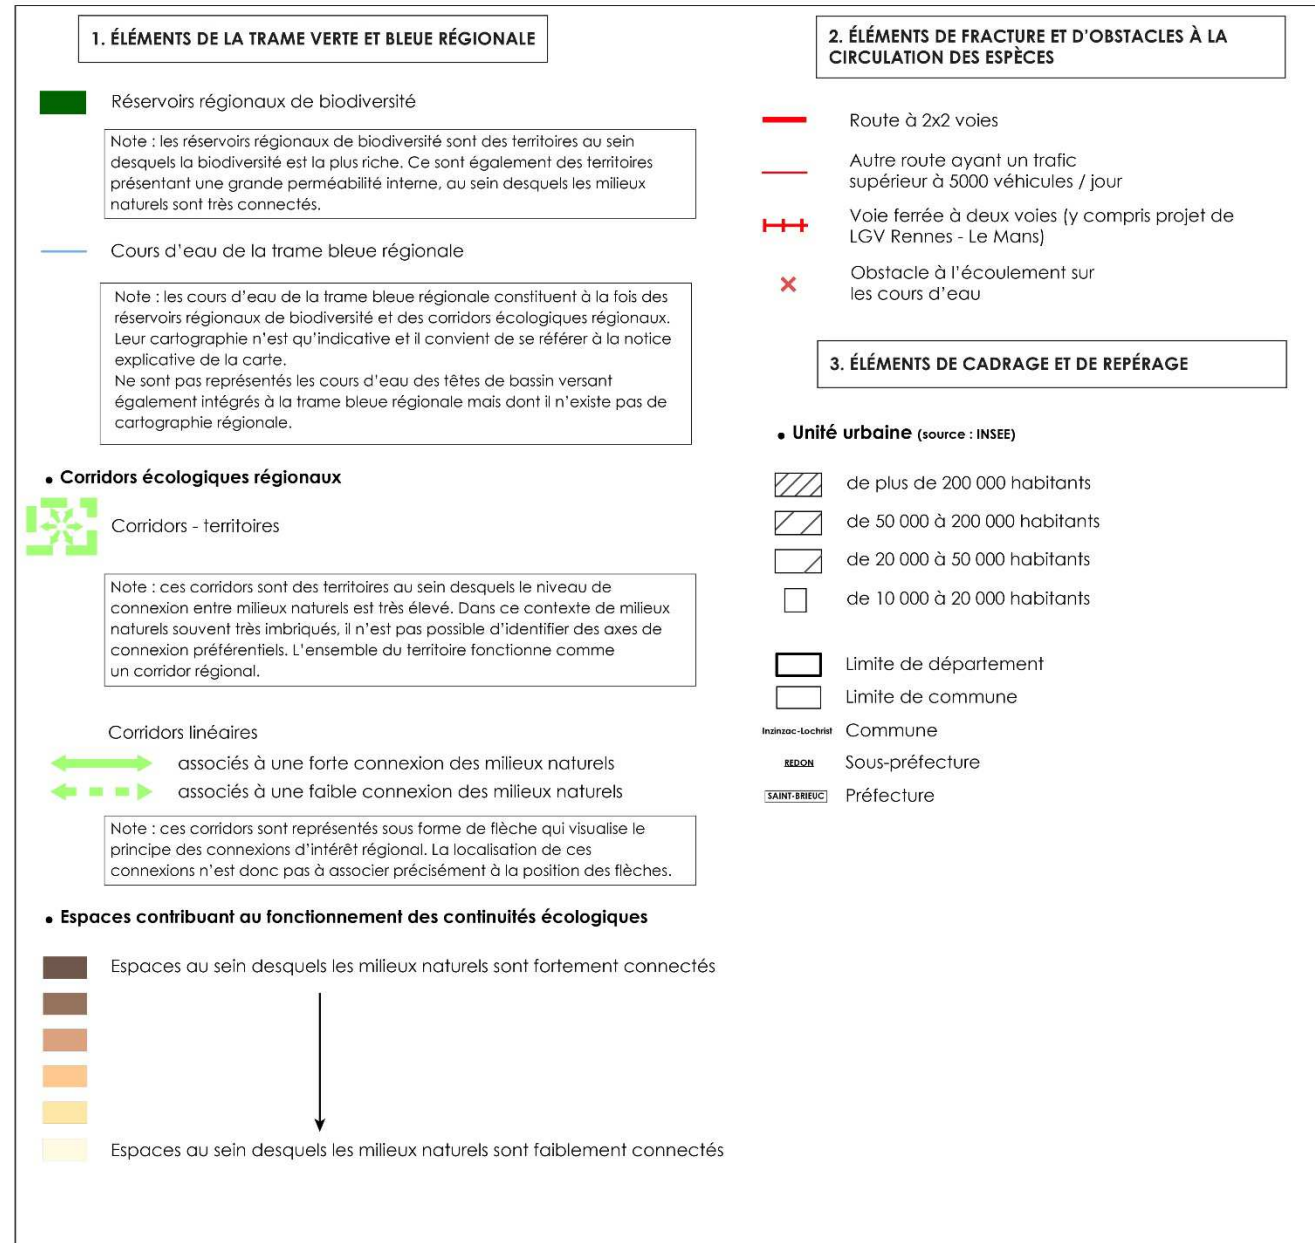 1. ÉLÉMENTS DE LA TRAME VERTE ET BLEUE RÉGIONALE
Réservoirs régionaux de biodiversité
Note : les réservoirs régionaux de biodiversité sont des territoires au sein
desquels la biodiversité est la plus riche. Ce sont également des territoires
présentant une grande perméabilité interne, au sein desquels les milieux
naturels sont très connectés.
Cours d'eau de la trame bleue régionale
Note : les cours d'eau de la trame bleue régionale constituent à la fois des
réservoirs régionaux de biodiversité et des corridors écologiques régionaux.
Leur cartographie n'est qu'indicative et il convient de se référer à la notice
explicative de la carte.
Ne sont pas représentés les cours d'eau des têtes de bassin versant
également intégrés à la trame bleue régionale mais dont il n'existe pas de
cartographie régionale.
• Corridors écologiques régionaux
Corridors - territoires
Note : ces corridors sont des territoires au sein desquels le niveau de
connexion entre milieux naturels est très élevé. Dans ce contexte de milieux
naturels souvent très imbriqués, il n'est pas possible d'identifier des axes de
connexion préférentiels. L'ensemble du territoire fonctionne comme
un corridor régional.
Corridors linéaires
associés à une forte connexion des milieux naturels
associés à une faible connexion des milieux naturels
Note : ces corridors sont représentés sous forme de flèche qui visualise le
principe des connexions d'intérêt régional. La localisation de ces
connexions n'est donc pas à associer précisément à la position des flèches.
• Espaces contribuant au fonctionnement des continuités écologiques
Espaces au sein desquels les milieux naturels sont fortement connectés
Espaces au sein desquels les milieux naturels sont faiblement connectés
2. ÉLÉMENTS DE FRACTURE ET D'OBSTACLES À LA
CIRCULATION DES ESPÈCES
Route à 2x2 voies
Autre route ayant un trafic
supérieur à 5000 véhicules / jour
Voie ferrée à deux voies (y compris projet de
LGV Rennes - Le Mans)
Obstacle à l'écoulement sur
les cours d'eau
3. ÉLÉMENTS DE CADRAGE ET DE REPÉRAGE
• Unité urbaine (source : INSEE)
de plus de 200 000 habitants
de 50 000 à 200 000 habitants
de 20 000 à 50 000 habitants
de 10 000 à 20 000 habitants
Limite de département
Limite de commune
Inzinzac-Lochrist Commune
REDON Sous-préfecture
SAINT-BRIEUC Préfecture